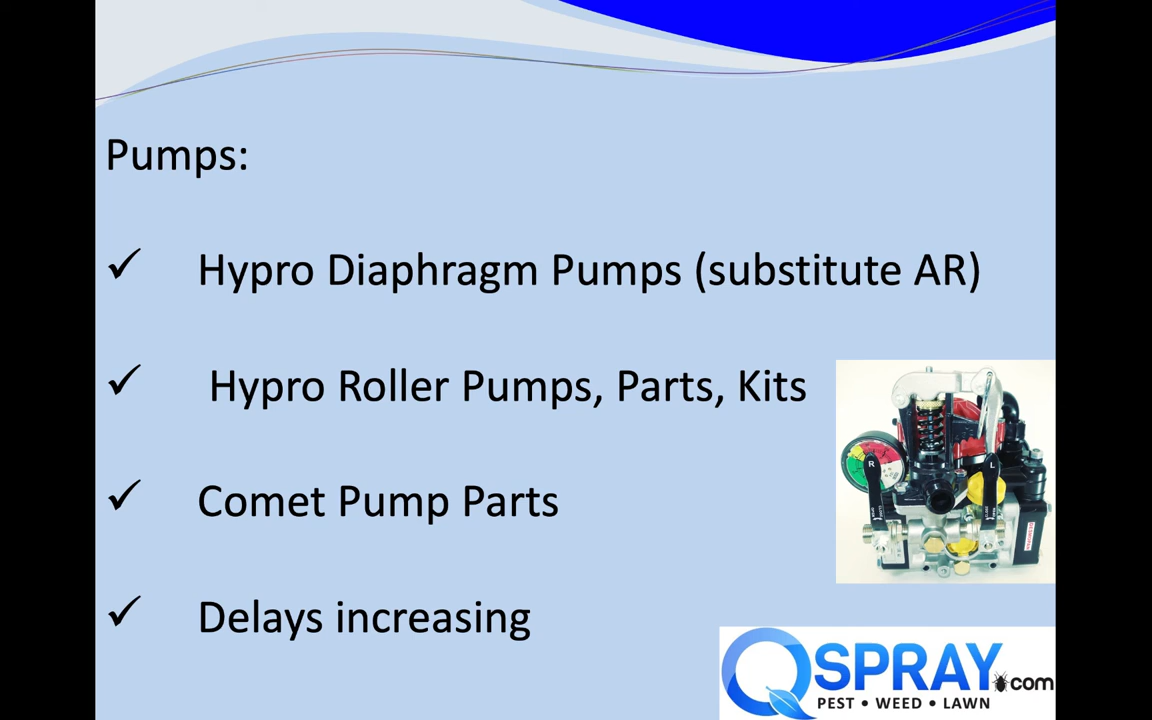 Pumps:
✓ Hypro Diaphragm Pumps (substitute AR)
✓ Hypro Roller Pumps, Parts, Kits
✓ Comet Pump Parts
✓ Delays increasing
R
L
QSPRAY.com
PEST • WEED • LAWN